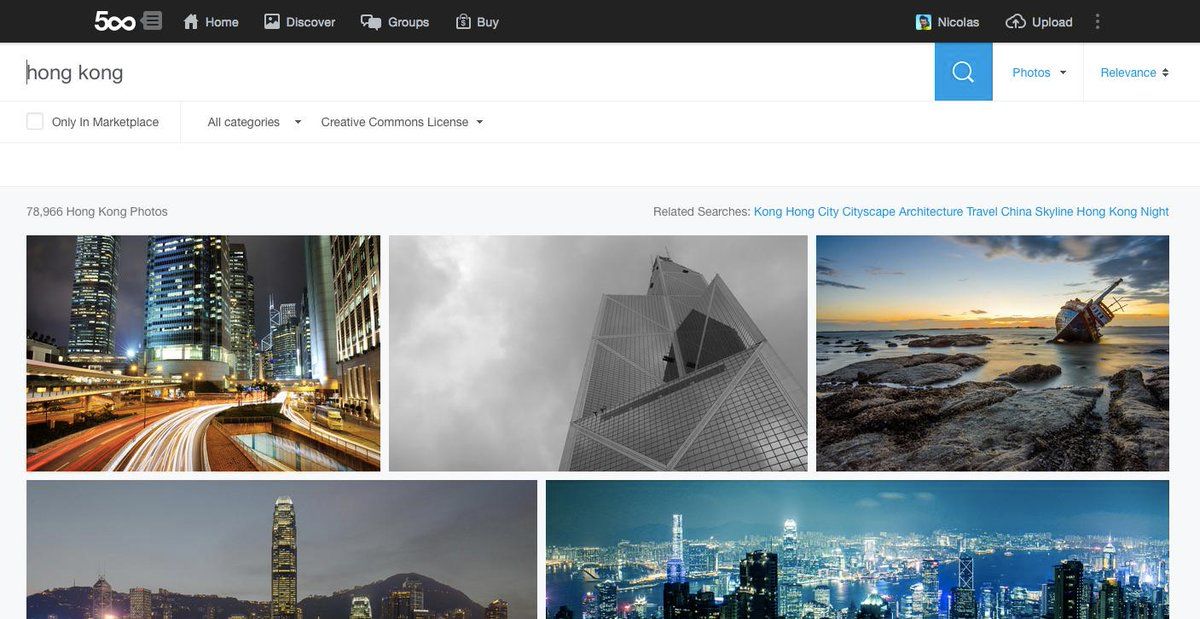 500 Home Discover Groups Buy Nicolas Upload
hong kong Photos Relevance
Only In Marketplace All categories Creative Commons License
78,966 Hong Kong Photos Related Searches: Kong Hong City Cityscape Architecture Travel China Skyline Hong Kong Night